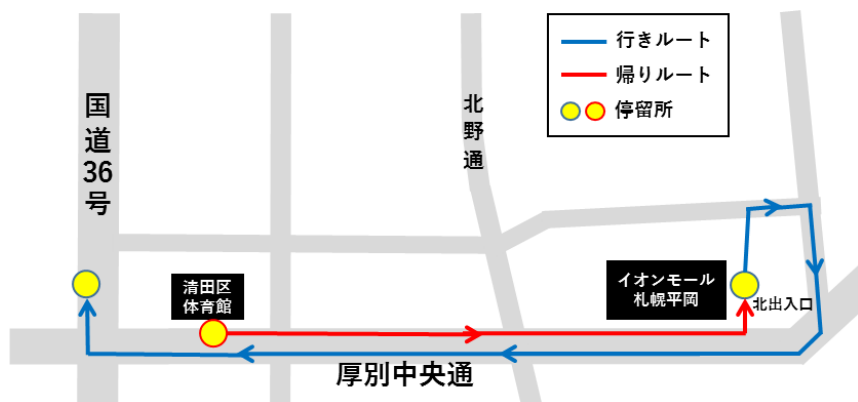 行きルート
帰りルート
停留所
国道36号
北野通
清田区
体育館
イオンモール
札幌平岡
北出入口
厚別中央通